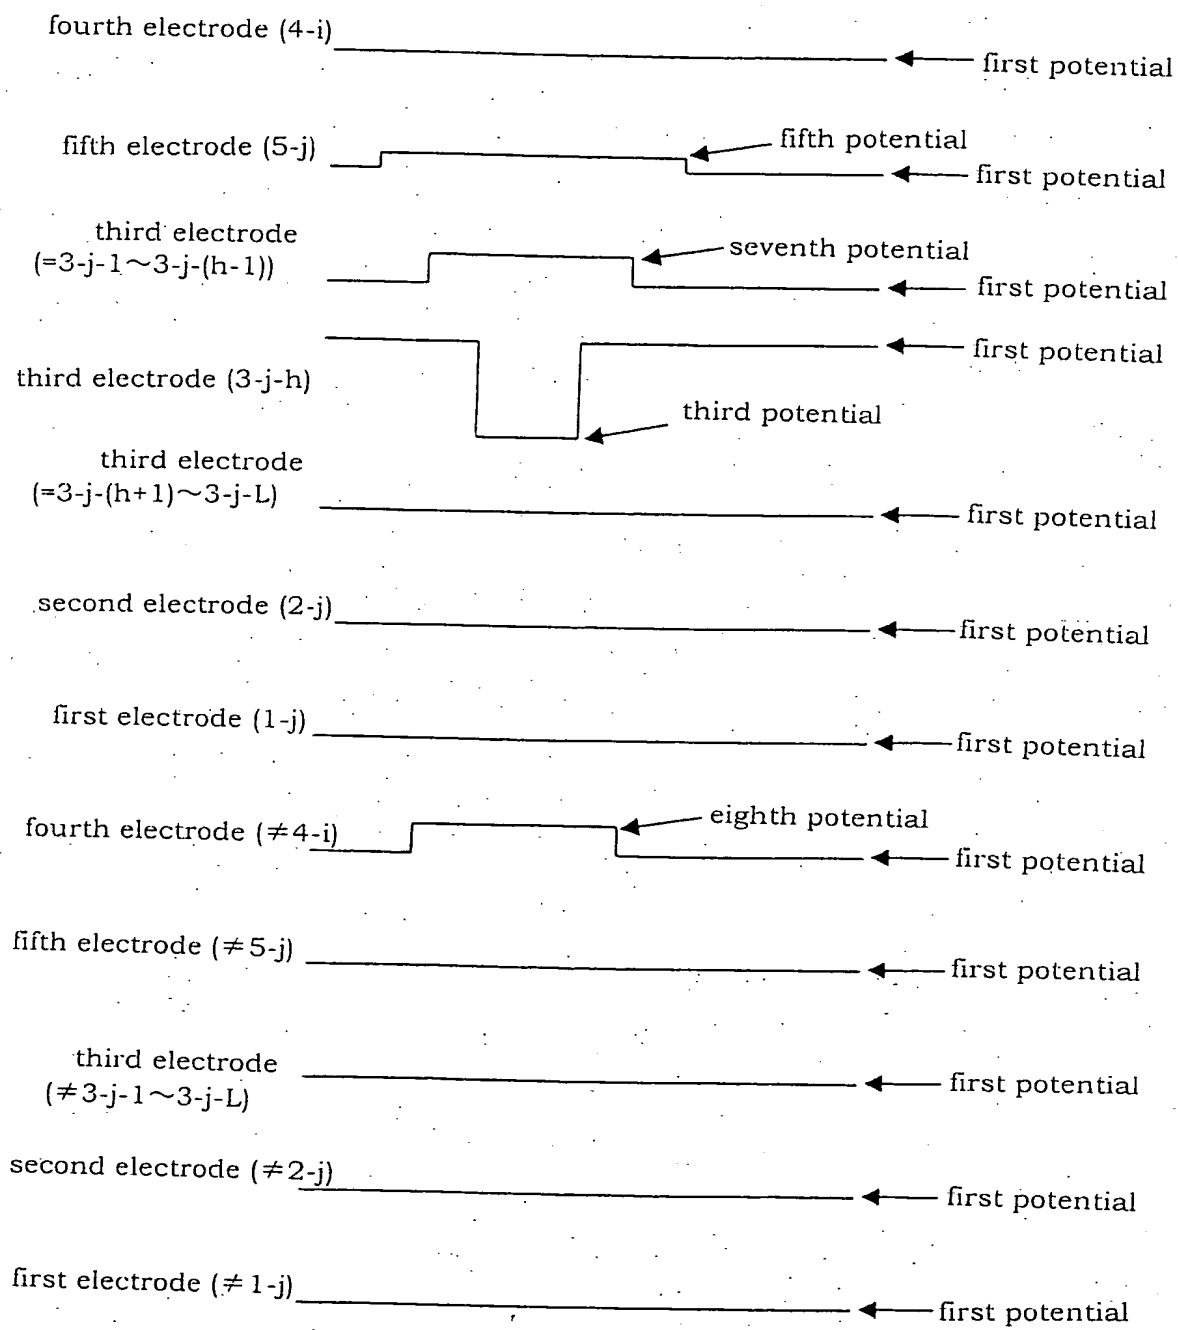 fourth electrode (4-i)
first potential
fifth electrode (5-j)
fifth potential
first potential
third electrode
(=3-j-1～3-j-(h-1))
seventh potential
first potential
first potential
third electrode (3-j-h)
third potential
third electrode
(=3-j-(h+1)～3-j-L)
first potential
second electrode (2-j)
first potential
first electrode (1-j)
first potential
fourth electrode (≠4-i)
eighth potential
first potential
fifth electrode (≠5-j)
first potential
third electrode
(≠3-j-1～3-j-L)
first potential
second electrode (≠2-j)
first potential
first electrode (≠1-j)
first potential